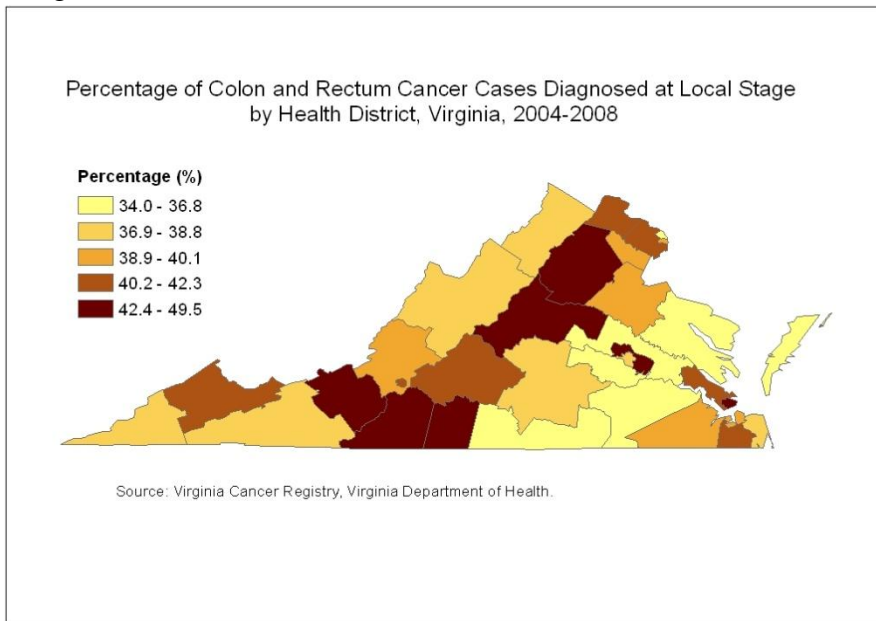 Percentage of Colon and Rectum Cancer Cases Diagnosed at Local Stage
by Health District, Virginia, 2004-2008
Percentage (%)
34.0 - 36.8
36.9 - 38.8
38.9 - 40.1
40.2 - 42.3
42.4 - 49.5
Source: Virginia Cancer Registry, Virginia Department of Health.